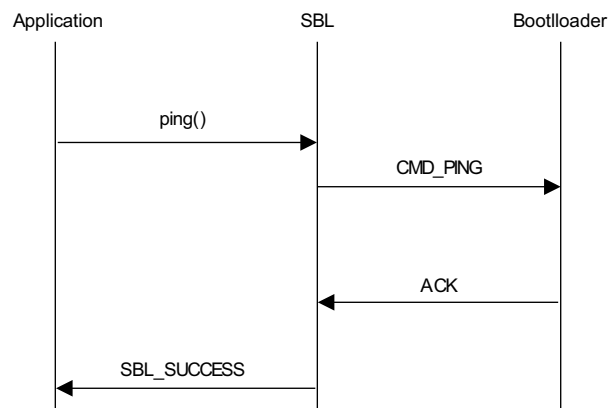 Application
SBL
Bootlloader
ping()
CMD_PING
ACK
SBL_SUCCESS